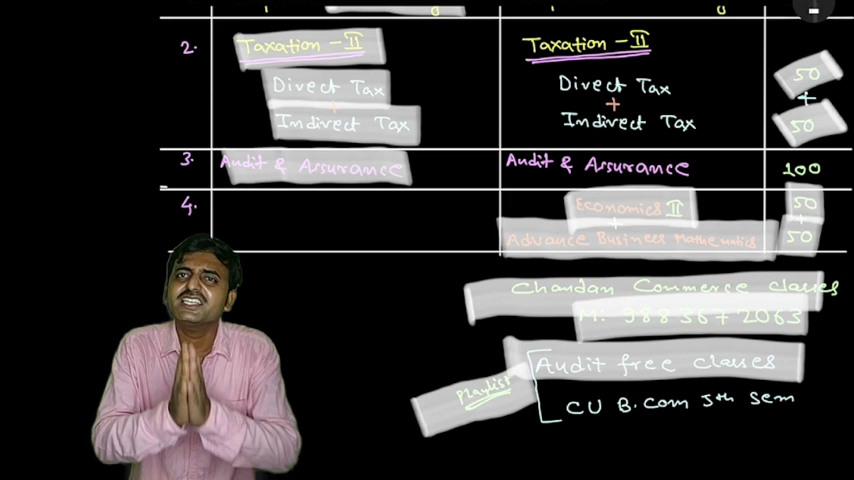 2. Taxation - II Taxation - II
Direct Tax Direct Tax 50
+ + +
Indirect Tax Indirect Tax 50
3. Audit & Assurance Audit & Assurance 100
4. Economics II 50
+ +
Advance Business Mathematics 50
Chandan Commerce Classes
M: 98836+2063
Audit free classes
Playlist
CU B.Com 5th Sem